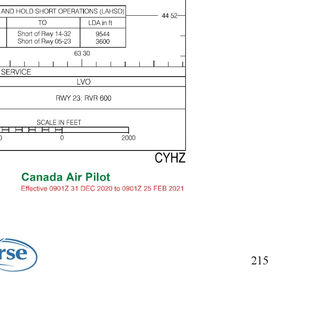 AND HOLD SHORT OPERATIONS (LAHSO)
TO LDA in ft
Short of Rwy 14-32 9544
Short of Rwy 05-23 3600
44 52
63 30
SERVICE
LVO
RWY 23: RVR 600
SCALE IN FEET
0 0 2000
CYHZ
Canada Air Pilot
Effective 0901Z 31 DEC 2020 to 0901Z 25 FEB 2021
rse
215